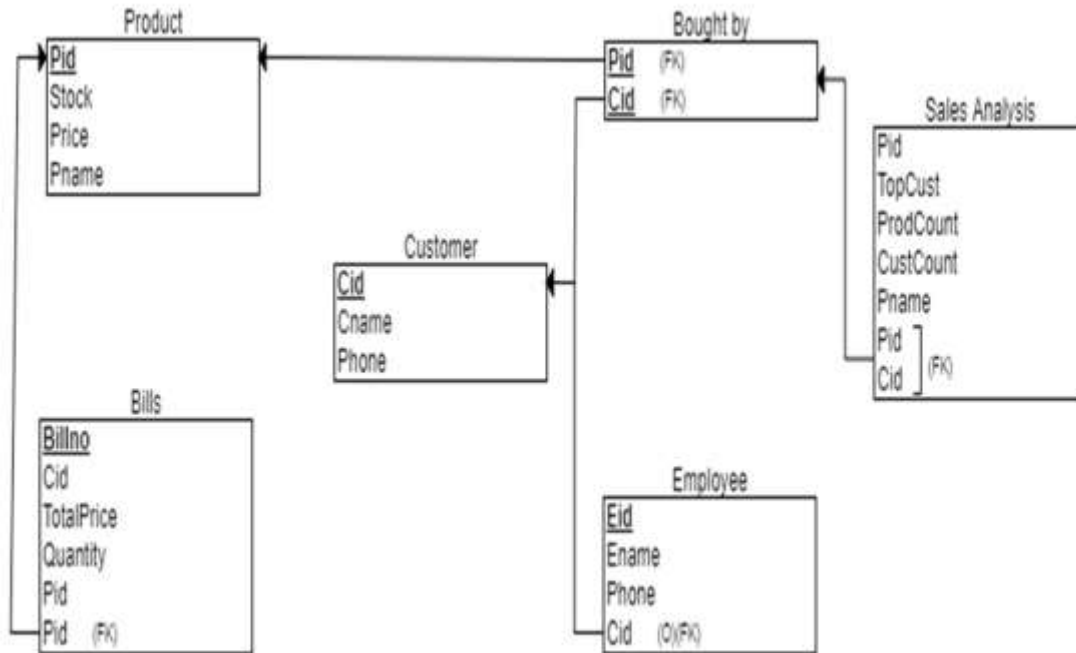 Product
Pid
Stock
Price
Pname
Bought by
Pid (FK)
Cid (FK)
Sales Analysis
Pid
TopCust
ProdCount
CustCount
Pname
Pid
Cid
(FK)
Customer
Cid
Cname
Phone
Bills
Billno
Cid
TotalPrice
Quantity
Pid
Pid (FK)
Employee
Eid
Ename
Phone
Cid (O)(FK)